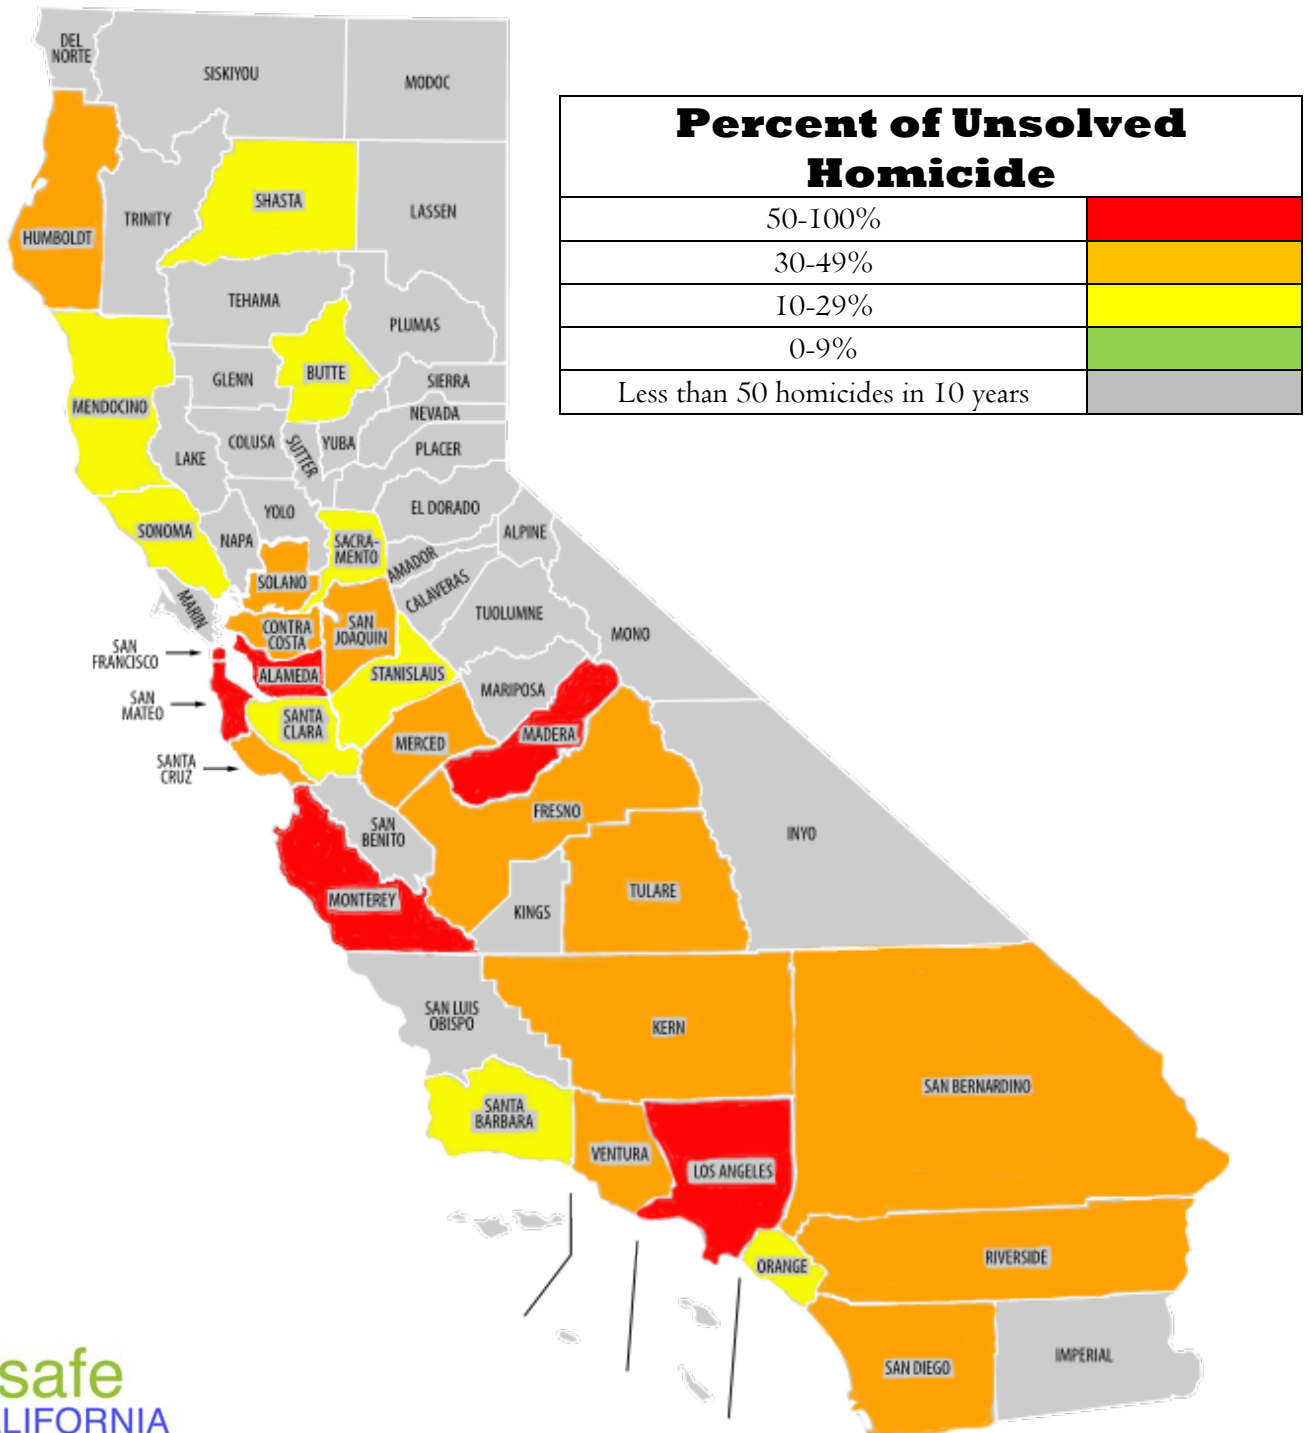 DEL
NORTE
SISKIYOU
MODOC
Percent of Unsolved
Homicide
50-100%
30-49%
10-29%
0-9%
Less than 50 homicides in 10 years
HUMBOLDT
TRINITY
SHASTA
LASSEN
TEHAMA
PLUMAS
MENDOCINO
GLENN
BUTTE
SIERRA
NEVADA
LAKE
COLUSA
SUTTER
YUBA
PLACER
SONOMA
NAPA
YOLO
EL DORADO
SACRA-
MENTO
ALPINE
AMADOR
SOLANO
CALAVERAS
MARIN
CONTRA
COSTA
SAN
JOAQUIN
TUOLUMNE
MONO
SAN
FRANCISCO
ALAMEDA
STANISLAUS
MARIPOSA
SAN
MATEO
SANTA
CLARA
MERCED
MADERA
SANTA
CRUZ
FRESNO
SAN
BENITO
INYO
MONTEREY
KINGS
TULARE
SAN LUIS
OBISPO
KERN
SAN BERNARDINO
SANTA
BARBARA
VENTURA
LOS ANGELES
ORANGE
RIVERSIDE
SAN DIEGO
IMPERIAL
safe
ALIFORNIA